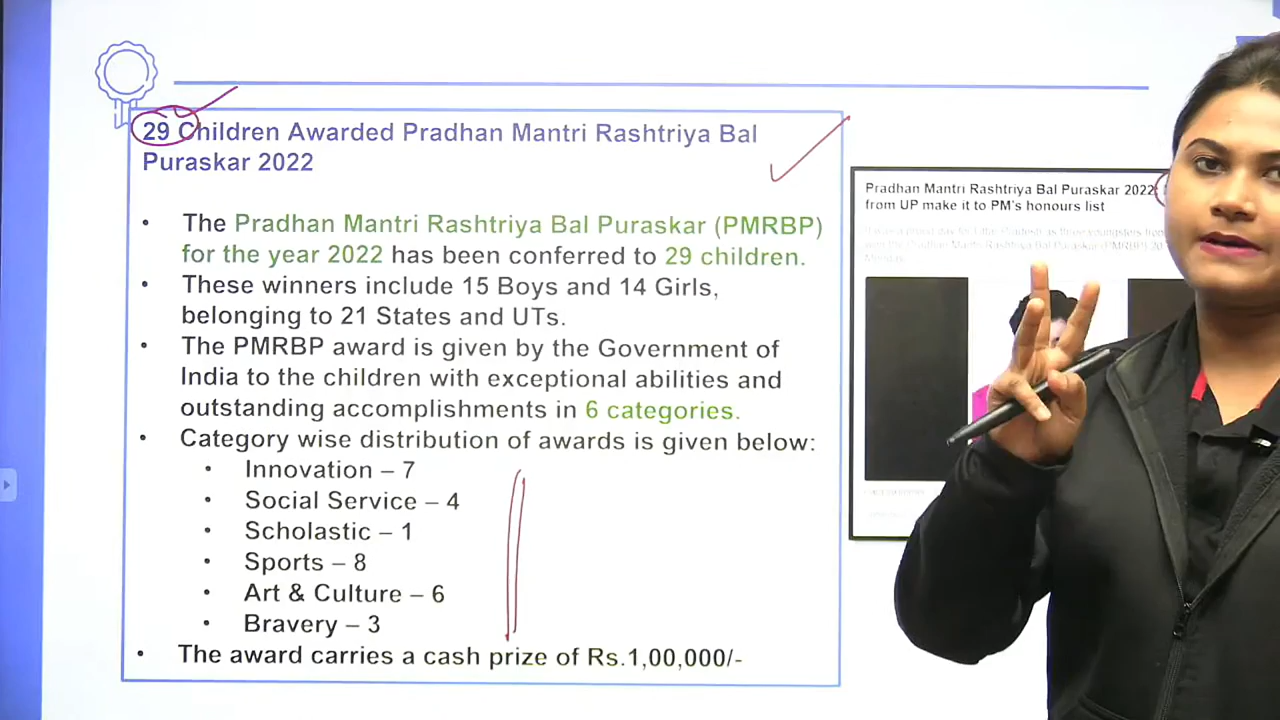 29 Children Awarded Pradhan Mantri Rashtriya Bal
Puraskar 2022
• The Pradhan Mantri Rashtriya Bal Puraskar (PMRBP)
for the year 2022 has been conferred to 29 children.
• These winners include 15 Boys and 14 Girls,
belonging to 21 States and UTs.
• The PMRBP award is given by the Government of
India to the children with exceptional abilities and
outstanding accomplishments in 6 categories.
• Category wise distribution of awards is given below:
• Innovation – 7
• Social Service – 4
• Scholastic – 1
• Sports – 8
• Art & Culture – 6
• Bravery – 3
• The award carries a cash prize of Rs.1,00,000/-
Pradhan Mantri Rashtriya Bal Puraskar 2022:
from UP make it to PM's honours list